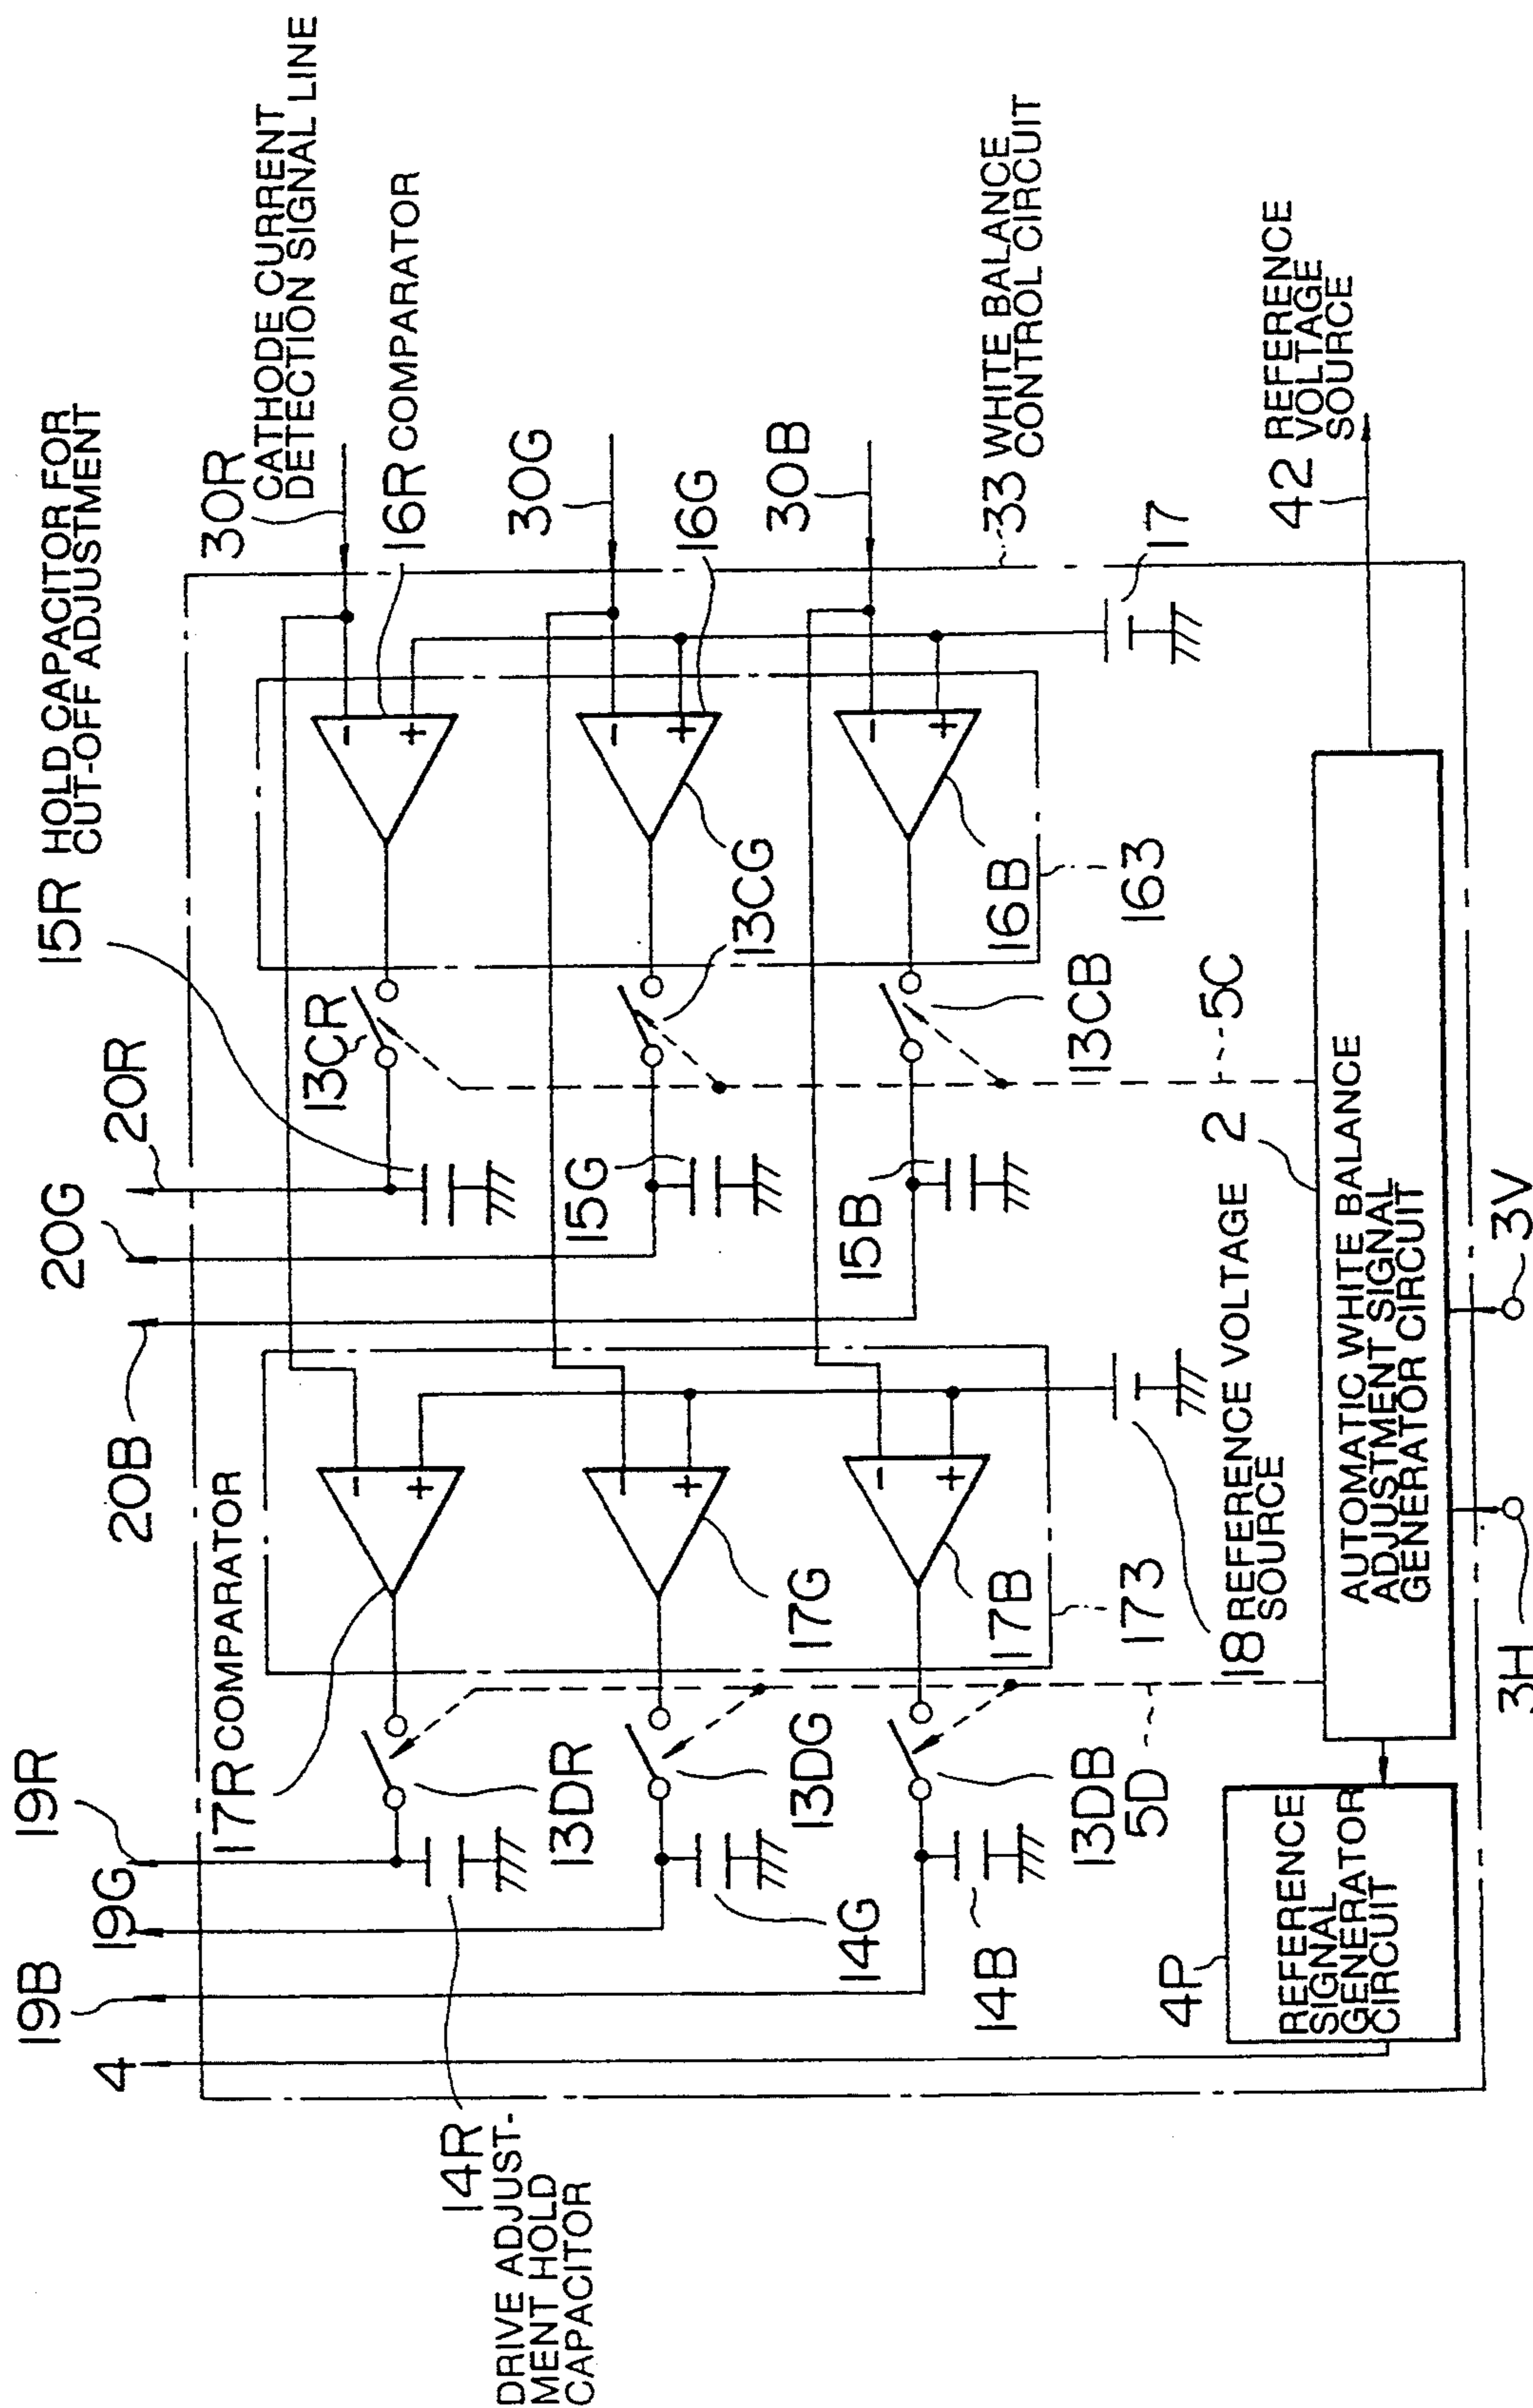 15R HOLD CAPACITOR FOR
CUT-OFF ADJUSTMENT
20R
20G
20B
19R
19G
19B
4
30R CATHODE CURRENT
DETECTION SIGNAL LINE
16R COMPARATOR
17R COMPARATOR
14R
DRIVE ADJUST-
MENT HOLD
CAPACITOR
13CR
13DR
-
+
-
+
30G
16G
13CG
15G
17G
13DG
14G
-
+
-
+
30B
16B
13CB
15B
17B
13DB
14B
-
+
-
+
163
173
33 WHITE BALANCE
CONTROL CIRCUIT
17
5C
5D
18 REFERENCE VOLTAGE
SOURCE
42 REFERENCE
VOLTAGE
SOURCE
2
AUTOMATIC WHITE BALANCE
ADJUSTMENT SIGNAL
GENERATOR CIRCUIT
4P
REFERENCE
SIGNAL
GENERATOR
CIRCUIT
3H
3V